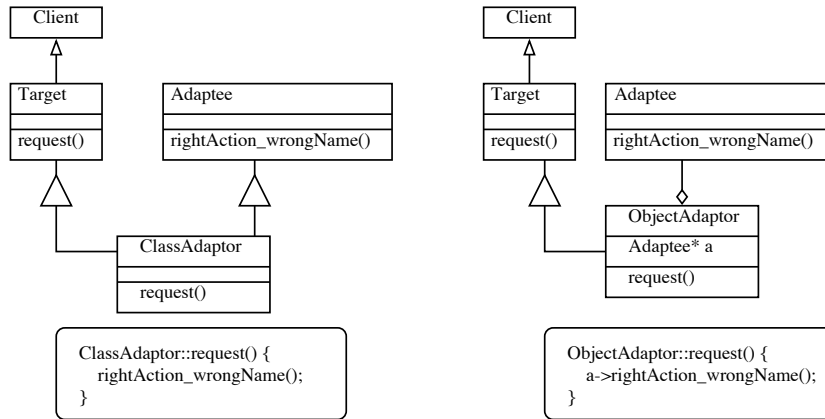 Client
Target
request()
Adaptee
rightAction_wrongName()
ClassAdaptor
request()
ClassAdaptor::request() {
rightAction_wrongName();
}
Client
Target
request()
Adaptee
rightAction_wrongName()
ObjectAdaptor
Adaptee* a
request()
ObjectAdaptor::request() {
a->rightAction_wrongName();
}